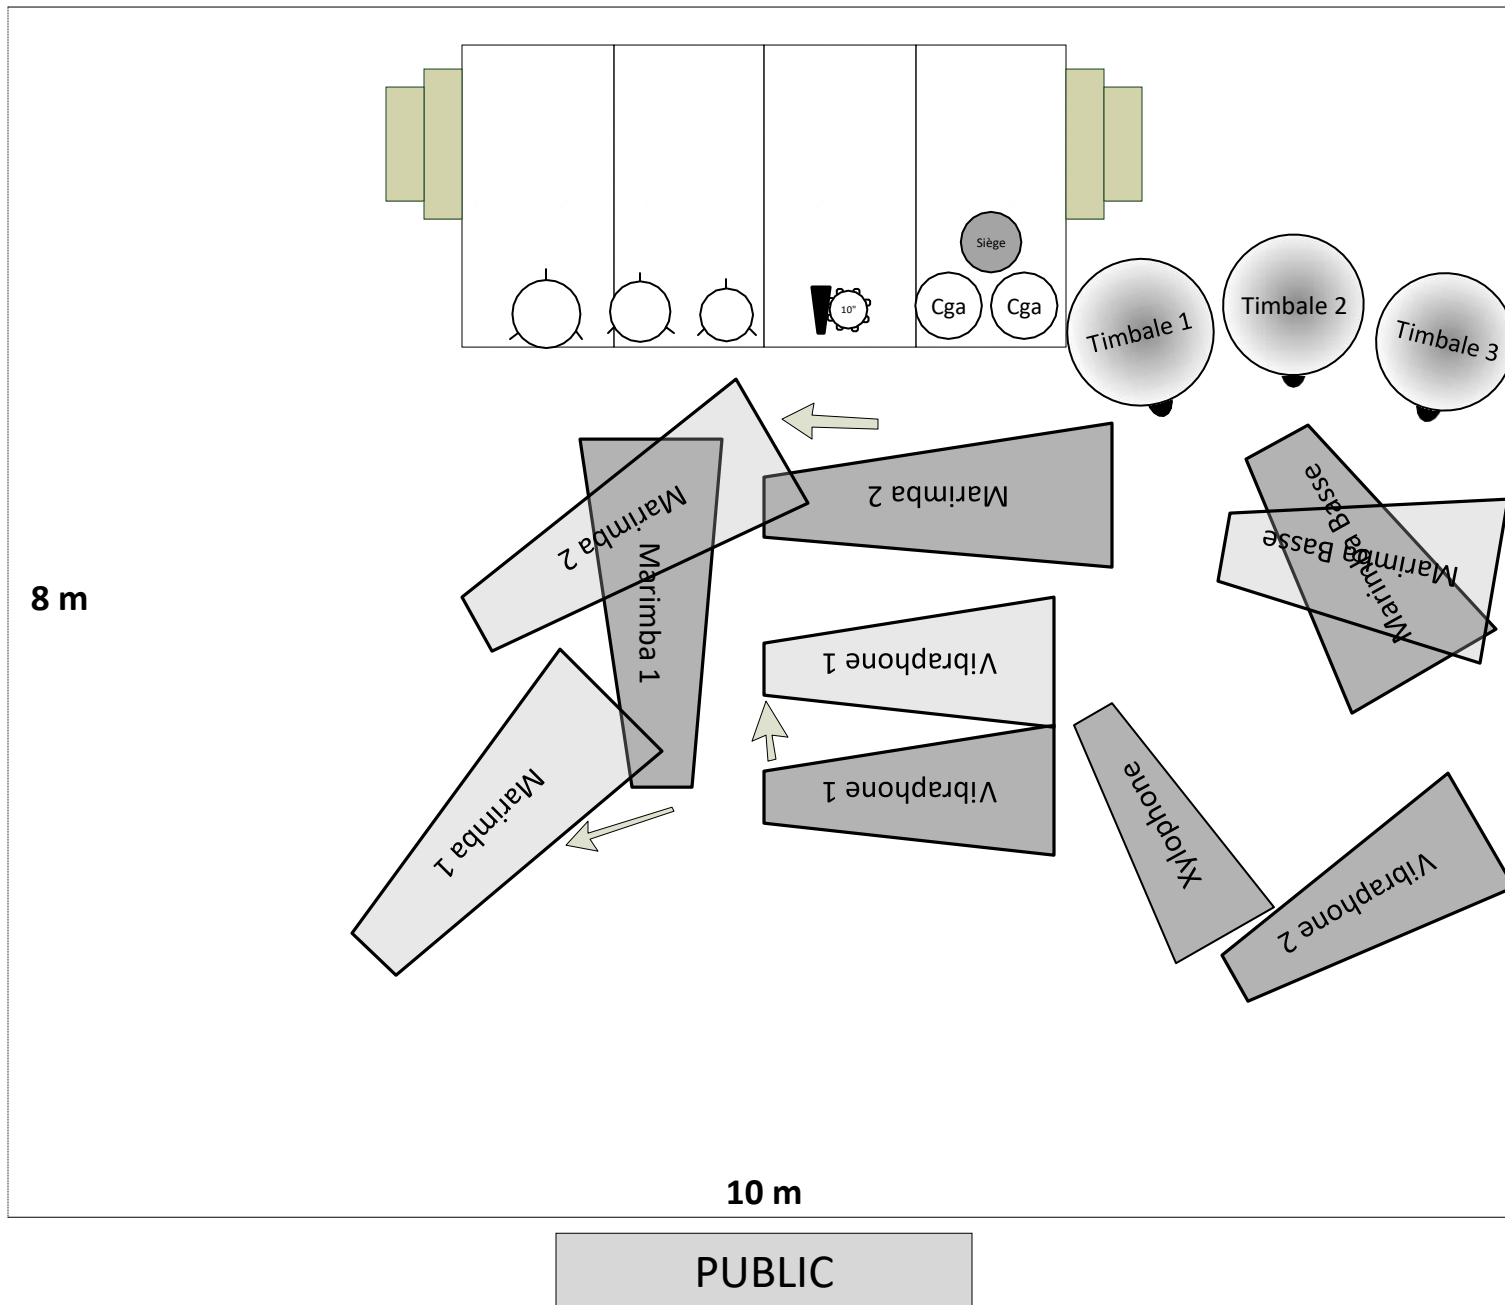 Siège
10"
Cga
Cga
Timbale 1
Timbale 2
Timbale 3
Marimba 2
Marimba 2
Marimba 1
Marimba Basse
Marimba Basse
8 m
Vibraphone 1
Vibraphone 1
Marimba 1
Xylophone
Vibraphone 2
10 m
PUBLIC